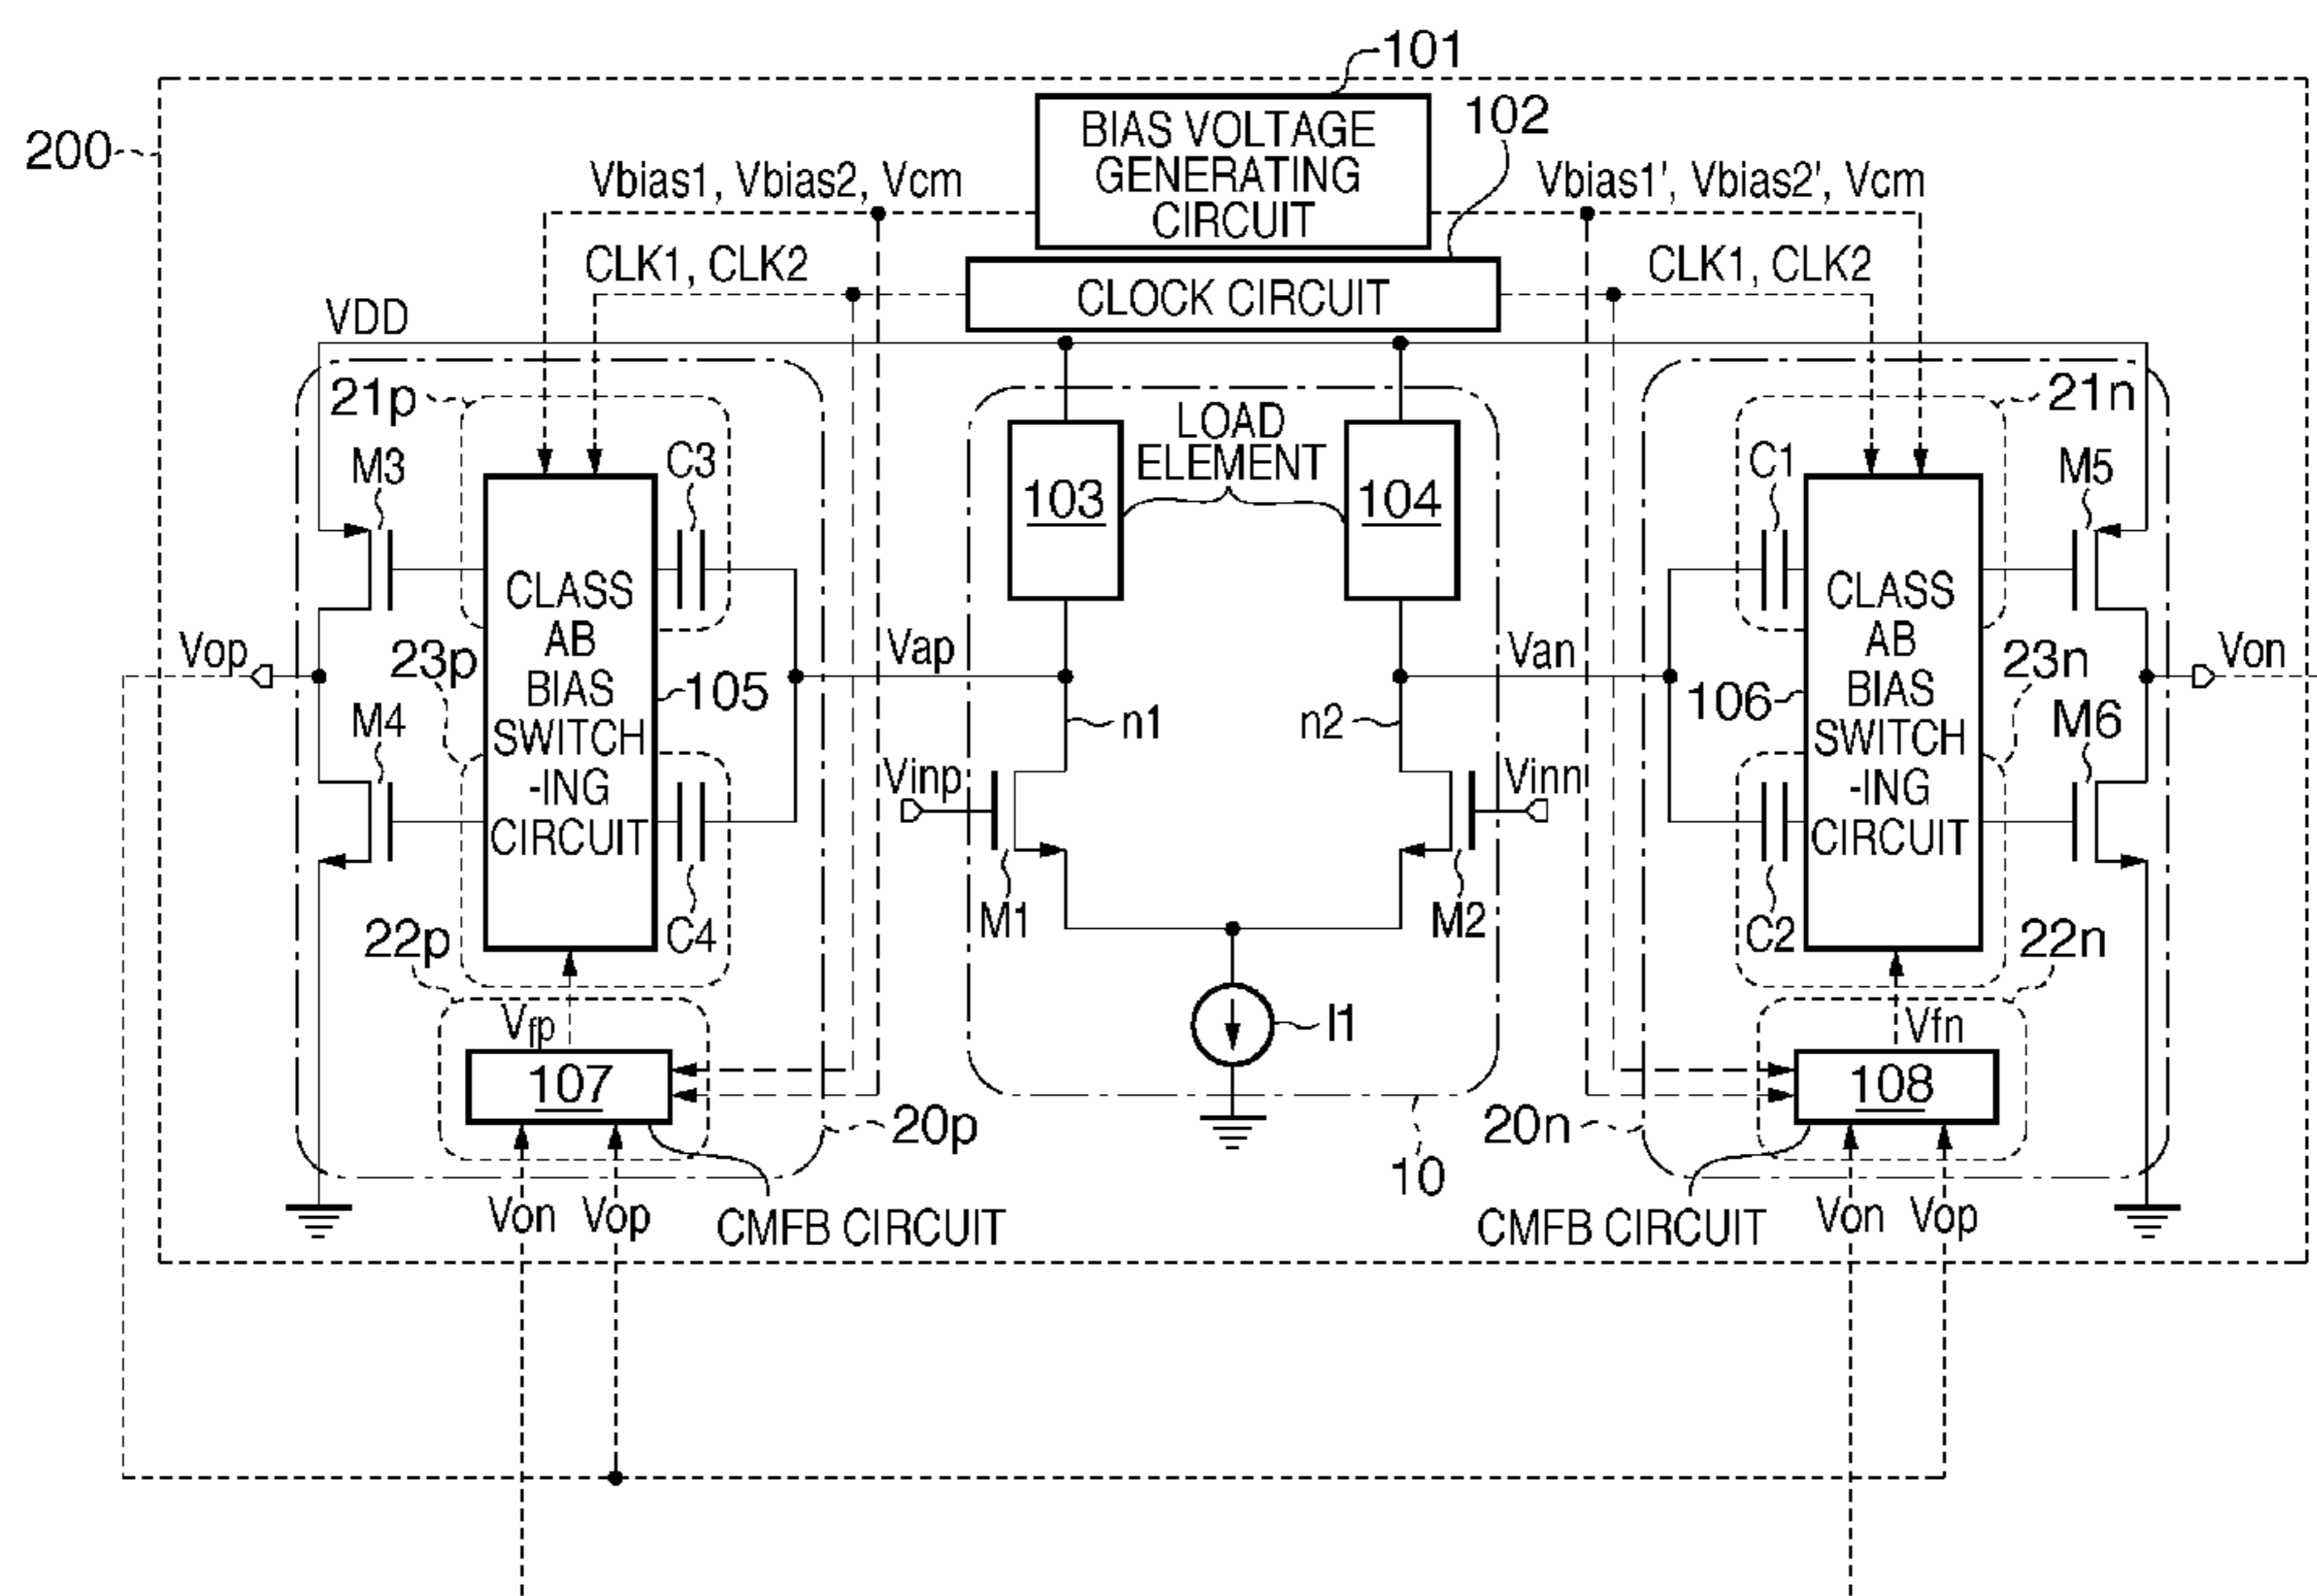 101
BIAS VOLTAGE
GENERATING
CIRCUIT
102
200
Vbias1, Vbias2, Vcm
Vbias1', Vbias2', Vcm
CLK1, CLK2
CLOCK CIRCUIT
CLK1, CLK2
VDD
21p
M3
C3
LOAD
ELEMENT
103
104
C1
21n
M5
CLASS
AB
BIAS
SWITCH
-ING
CIRCUIT
CLASS
AB
BIAS
SWITCH
-ING
CIRCUIT
Vop
23p
105
Vap
Van
106
23n
Von
M4
n1
n2
M6
Vinp
Vinn
C4
M1
M2
C2
22p
22n
Vfp
I1
Vfn
107
108
20p
20n
10
Von
Vop
CMFB CIRCUIT
CMFB CIRCUIT
Von
Vop